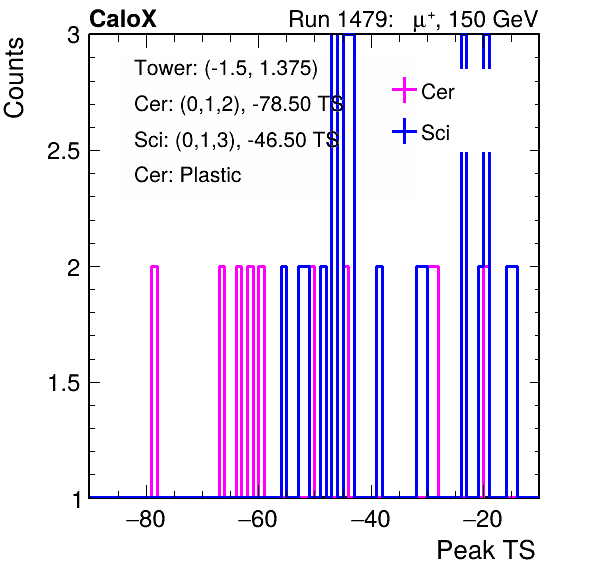 CaloX Run 1479: μ⁺, 150 GeV
Counts
3
2.5
2
1.5
1
Tower: (-1.5, 1.375)
Cer: (0,1,2), -78.50 TS
Sci: (0,1,3), -46.50 TS
Cer: Plastic
Cer
Sci
−80 −60 −40 −20
Peak TS